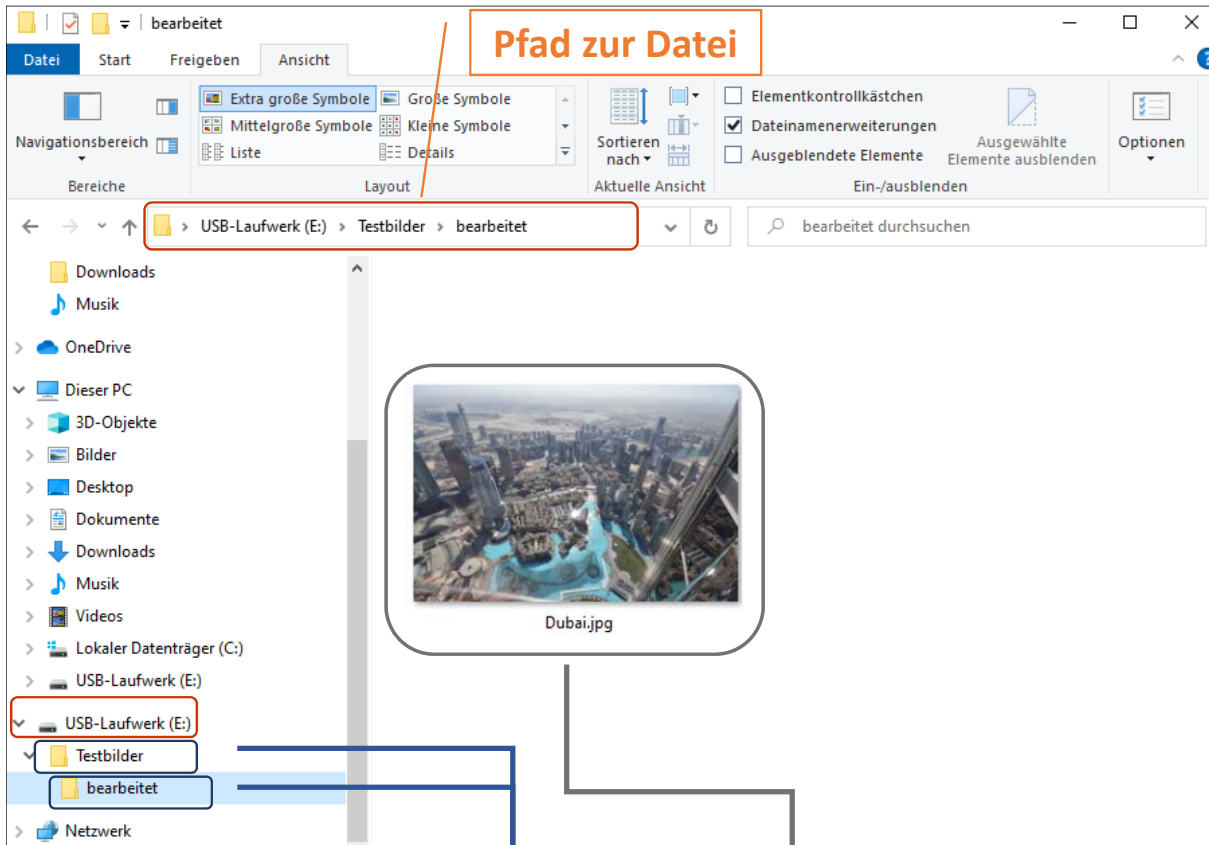 bearbeitet
Pfad zur Datei
Datei Start Freigeben Ansicht
Navigationsbereich
Extra große Symbole Große Symbole
Mittelgroße Symbole Kleine Symbole
Liste Details
Sortieren
nach
Elementkontrollkästchen
Dateinamenerweiterungen
Ausgeblendete Elemente
Ausgewählte
Elemente ausblenden
Optionen
Bereiche Layout Aktuelle Ansicht Ein-/ausblenden
USB-Laufwerk (E:) Testbilder bearbeitet
bearbeitet durchsuchen
Downloads
Musik
OneDrive
Dieser PC
3D-Objekte
Bilder
Desktop
Dokumente
Downloads
Musik
Videos
Lokaler Datenträger (C:)
USB-Laufwerk (E:)
USB-Laufwerk (E:)
Testbilder
bearbeitet
Netzwerk
Dubai.jpg